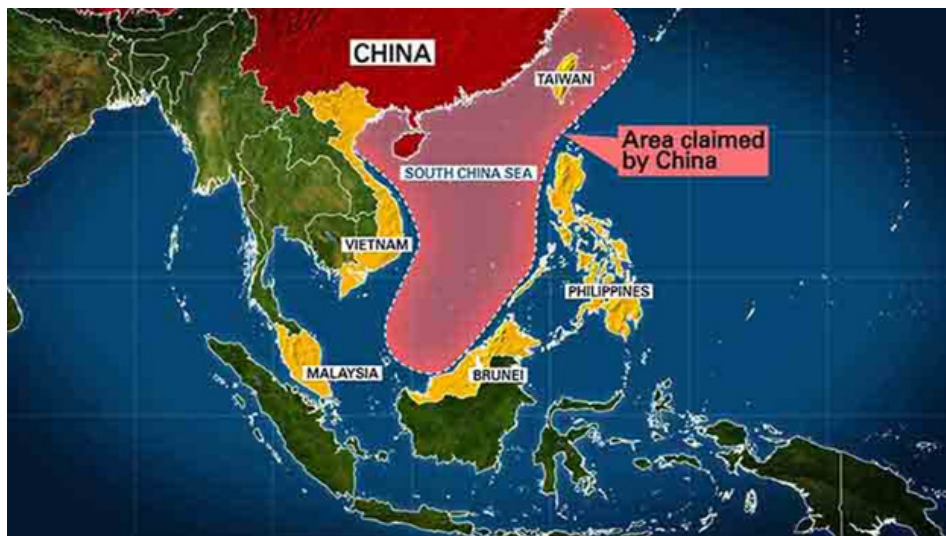 CHINA
TAIWAN
Area claimed
by China
SOUTH CHINA SEA
VIETNAM
PHILIPPINES
MALAYSIA
BRUNEI